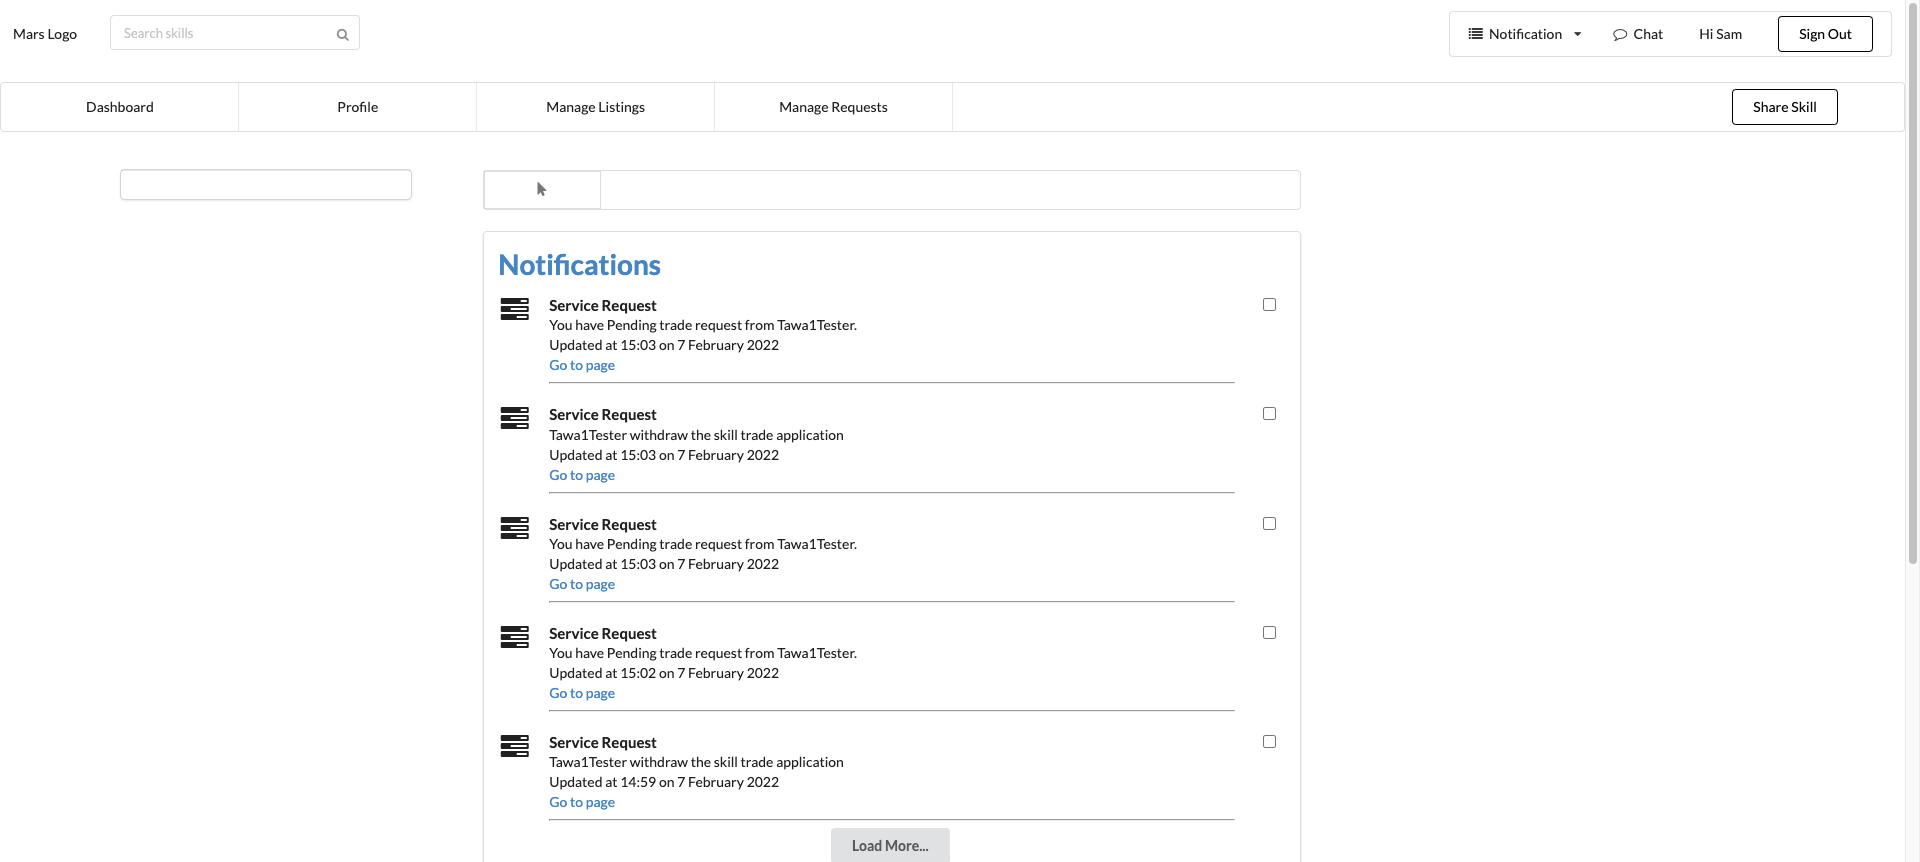 Mars Logo
Search skills
Notification
Chat
Hi Sam
Sign Out
Dashboard
Profile
Manage Listings
Manage Requests
Share Skill
Notifications
Service Request
You have Pending trade request from Tawa1Tester.
Updated at 15:03 on 7 February 2022
Go to page
Service Request
Tawa1Tester withdraw the skill trade application
Updated at 15:03 on 7 February 2022
Go to page
Service Request
You have Pending trade request from Tawa1Tester.
Updated at 15:03 on 7 February 2022
Go to page
Service Request
You have Pending trade request from Tawa1Tester.
Updated at 15:02 on 7 February 2022
Go to page
Service Request
Tawa1Tester withdraw the skill trade application
Updated at 14:59 on 7 February 2022
Go to page
Load More...